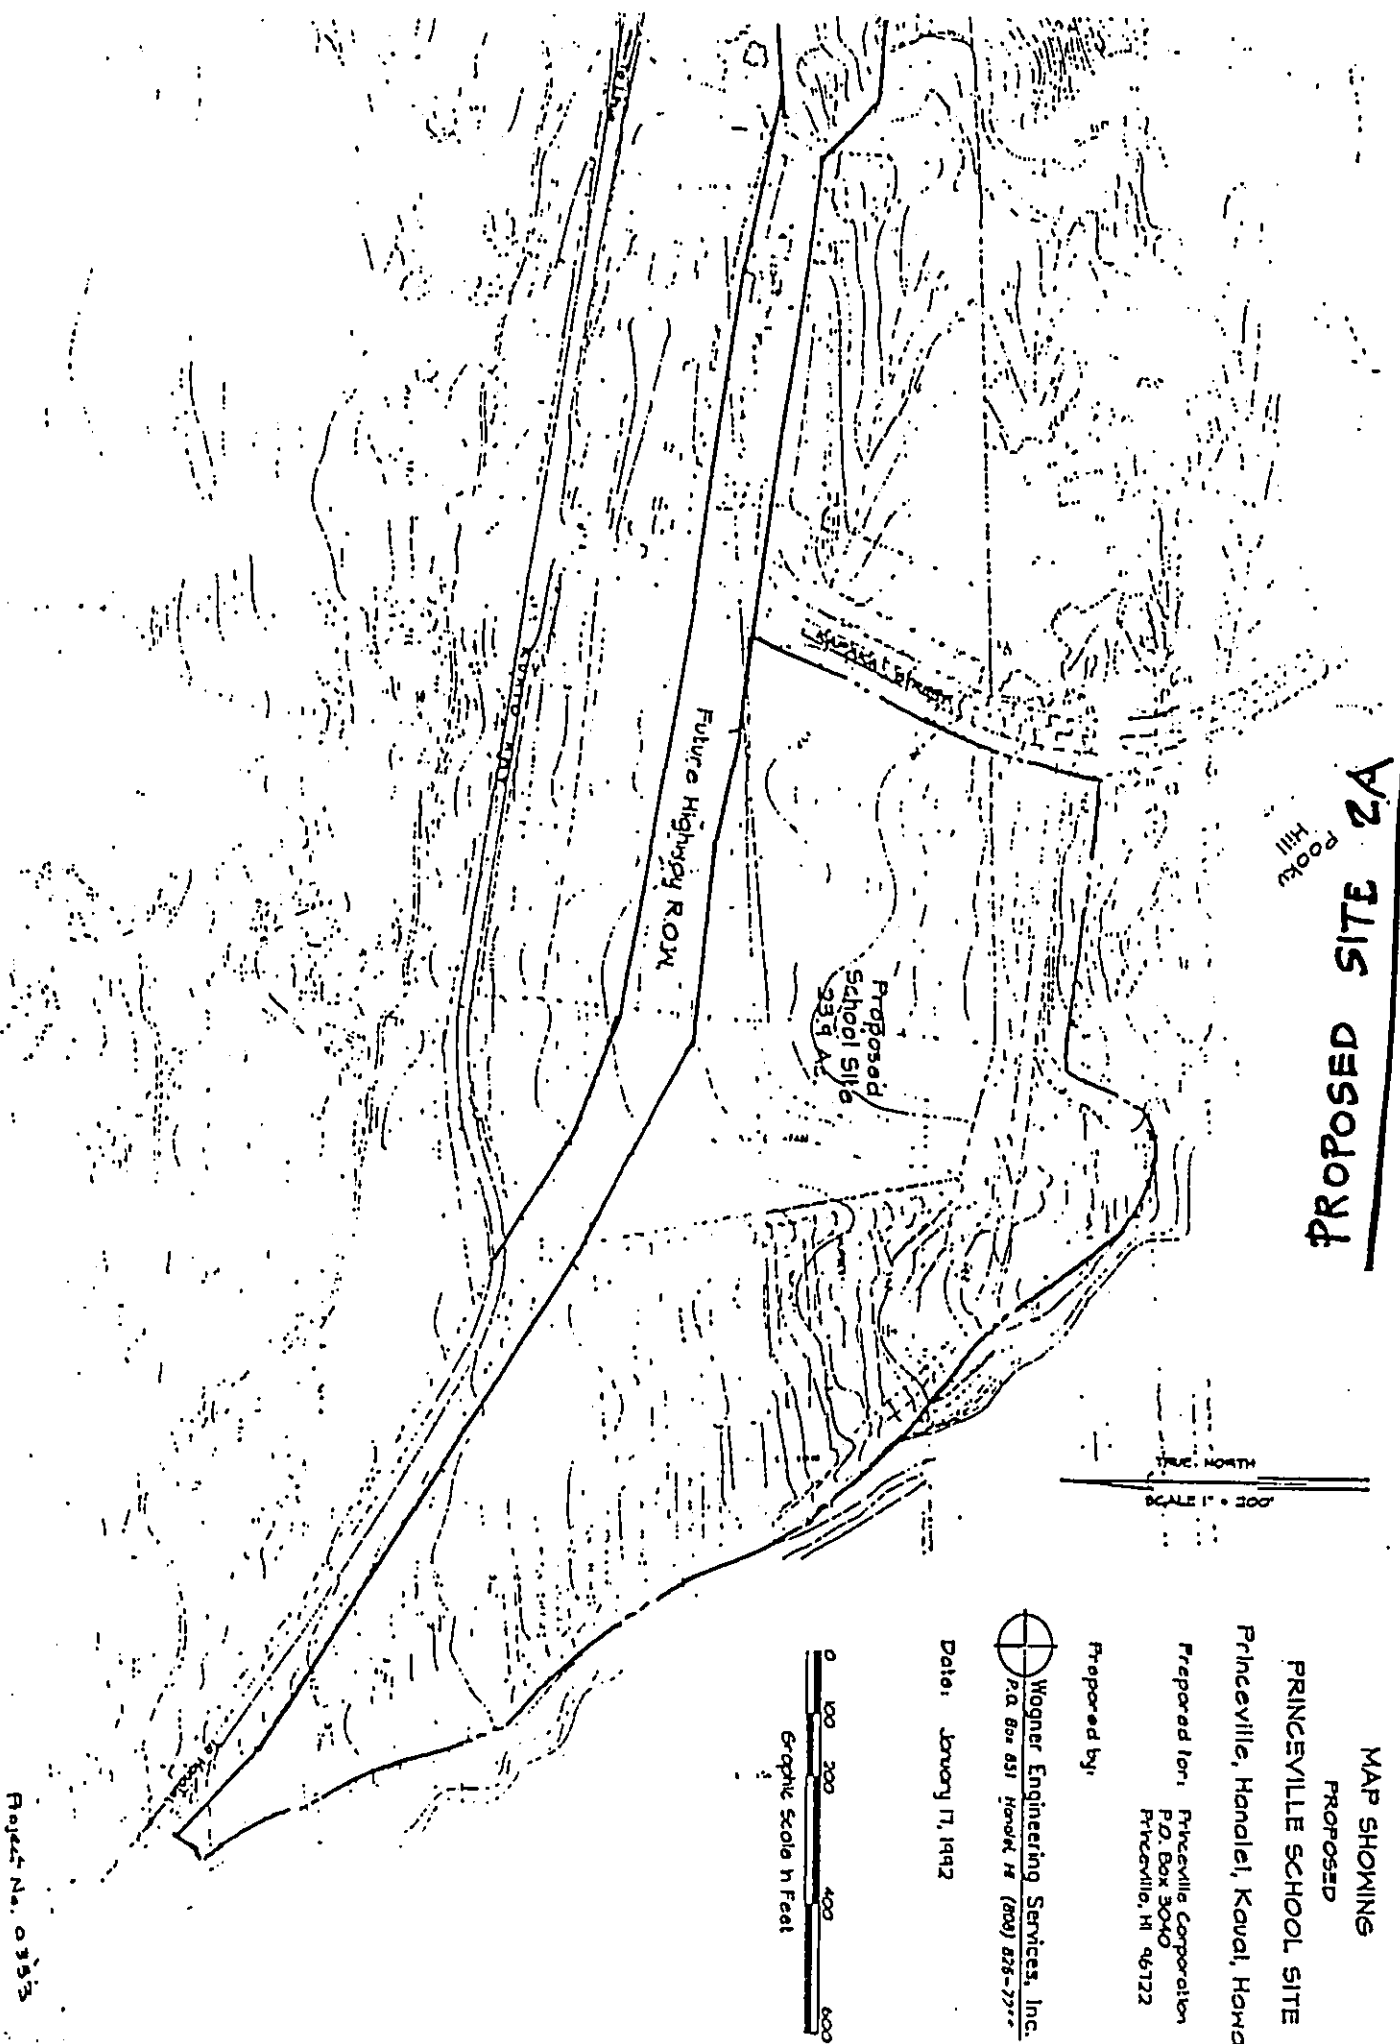 PROPOSED SITE 2A
Pooku
Hill
MAP SHOWING
PROPOSED
PRINCEVILLE SCHOOL SITE
Princeville, Hanalei, Kauai,
Prepared for: Princeville Corporation
P.O. Box 3040
Princeville, HI 96722
Prepared by:
Wagner Engineering Services, Inc.
P.O. Box 851 Hanalei, HI (808)
Date: January 17, 1992
TRUE NORTH
SCALE 1" = 200'
0 100 200 400 600
Graphic Scale in Feet
Proposed
School Site
23.9 Ac.
Future Highway R.O.W.
Kuhio Hwy
Project No. 0353